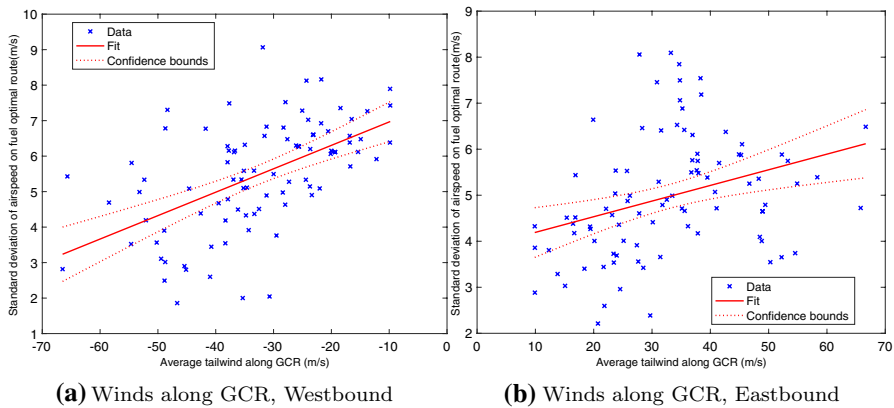 Standard deviation of airspeed on fuel optimal route(m/s)
10
9
8
7
6
5
4
3
2
1
Data
Fit
Confidence bounds
-70
-60
-50
-40
-30
-20
-10
0
Average tailwind along GCR (m/s)
(a) Winds along GCR, Westbound
Standard deviation of airspeed on fuel optimal route(m/s)
9
8
7
6
5
4
3
2
Data
Fit
Confidence bounds
0
10
20
30
40
50
60
70
Average tailwind along GCR (m/s)
(b) Winds along GCR, Eastbound